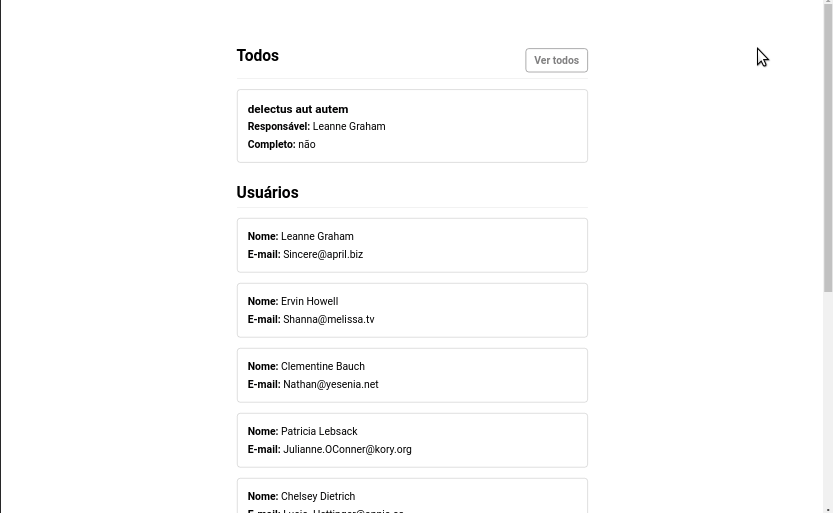 Todos
Ver todos
delectus aut autem
Responsável: Leanne Graham
Completo: não
Usuários
Nome: Leanne Graham
E-mail: Sincere@april.biz
Nome: Ervin Howell
E-mail: Shanna@melissa.tv
Nome: Clementine Bauch
E-mail: Nathan@yesenia.net
Nome: Patricia Lebsack
E-mail: Julianne.OConner@kory.org
Nome: Chelsey Dietrich
E-mail: